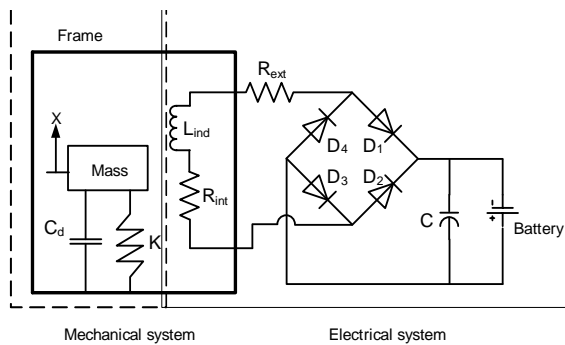 Frame
R_ext
X
L_ind
D_4 D_1
Mass
D_3 D_2
R_int
C_d
K
C
-
+
Battery
Mechanical system Electrical system